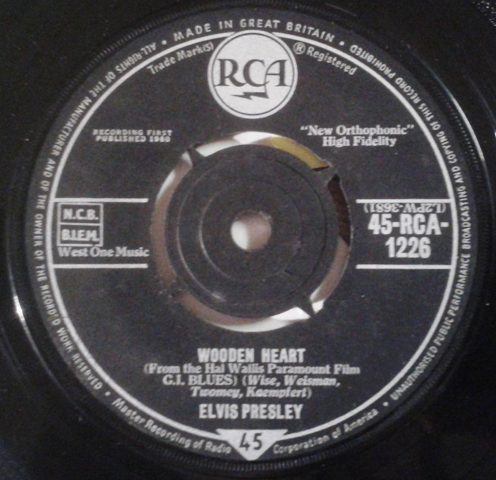 • MADE IN GREAT BRITAIN •
ALL RIGHTS OF THE MANUFACTURER AND OF THE OWNER OF THE RECORDED WORK RESERVED •
UNAUTHORISED PUBLIC PERFORMANCE BROADCASTING AND COPYING OF THIS RECORD PROHIBITED
Trade Mark(s)
RCA
® Registered
RECORDING FIRST
PUBLISHED 1960
"New Orthophonic"
High Fidelity
N.C.B.
B.I.E.M.
West One Music
(L2PW-3681)
45-RCA-
1226
WOODEN HEART
(From the Hal Wallis Paramount Film
G.I. BLUES) (Wise, Weisman,
Twomey, Kaempfert)
ELVIS PRESLEY
45
Master Recording of Radio Corporation of America